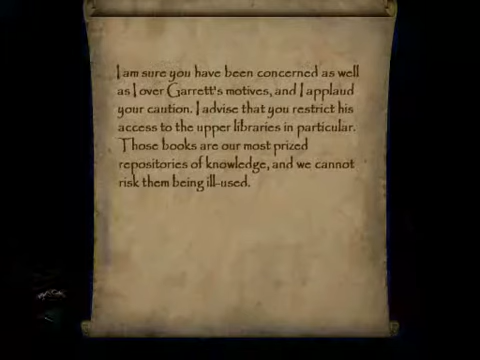 I am sure you have been concerned as well
as I over Garrett's motives, and I applaud
your caution. I advise that you restrict his
access to the upper libraries in particular.
Those books are our most prized
repositories of knowledge, and we cannot
risk them being ill-used.